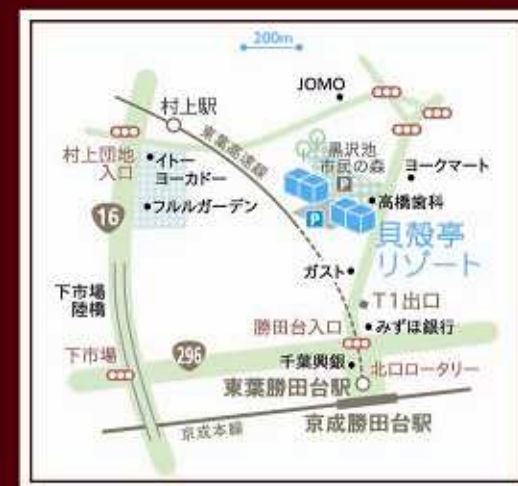 200m
JOMO
村上駅
東葉高速線
黒沢池
市民の森
P
村上団地
入口
イトー
ヨーカドー
ヨークマート
高橋歯科
16
フルルガーデン
P
貝殻亭
リゾート
ガスト
下市場
陸橋
T1出口
勝田台入口
みずほ銀行
下市場
296
千葉興銀
北口ロータリー
東葉勝田台駅
京成本線
京成勝田台駅